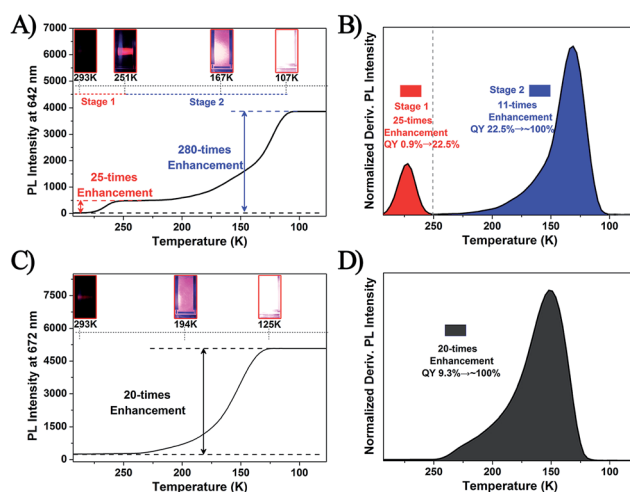 A)
PL Intensity at 642 nm
7000
6000
5000
4000
3000
2000
1000
0
293K
251K
167K
107K
Stage 1
Stage 2
280-times
Enhancement
25-times
Enhancement
250
200
150
100
Temperature (K)
B)
Normalized Deriv. PL Intensity
Stage 1
25-times
Enhancement
QY 0.9%→22.5%
Stage 2
11-times
Enhancement
QY 22.5%→~100%
250
200
150
100
Temperature (K)
C)
PL Intensity at 672 nm
7500
6000
4500
3000
1500
0
293K
194K
125K
20-times
Enhancement
250
200
150
100
Temperature (K)
D)
Normalized Deriv. PL Intensity
20-times
Enhancement
QY 9.3%→~100%
250
200
150
100
Temperature (K)